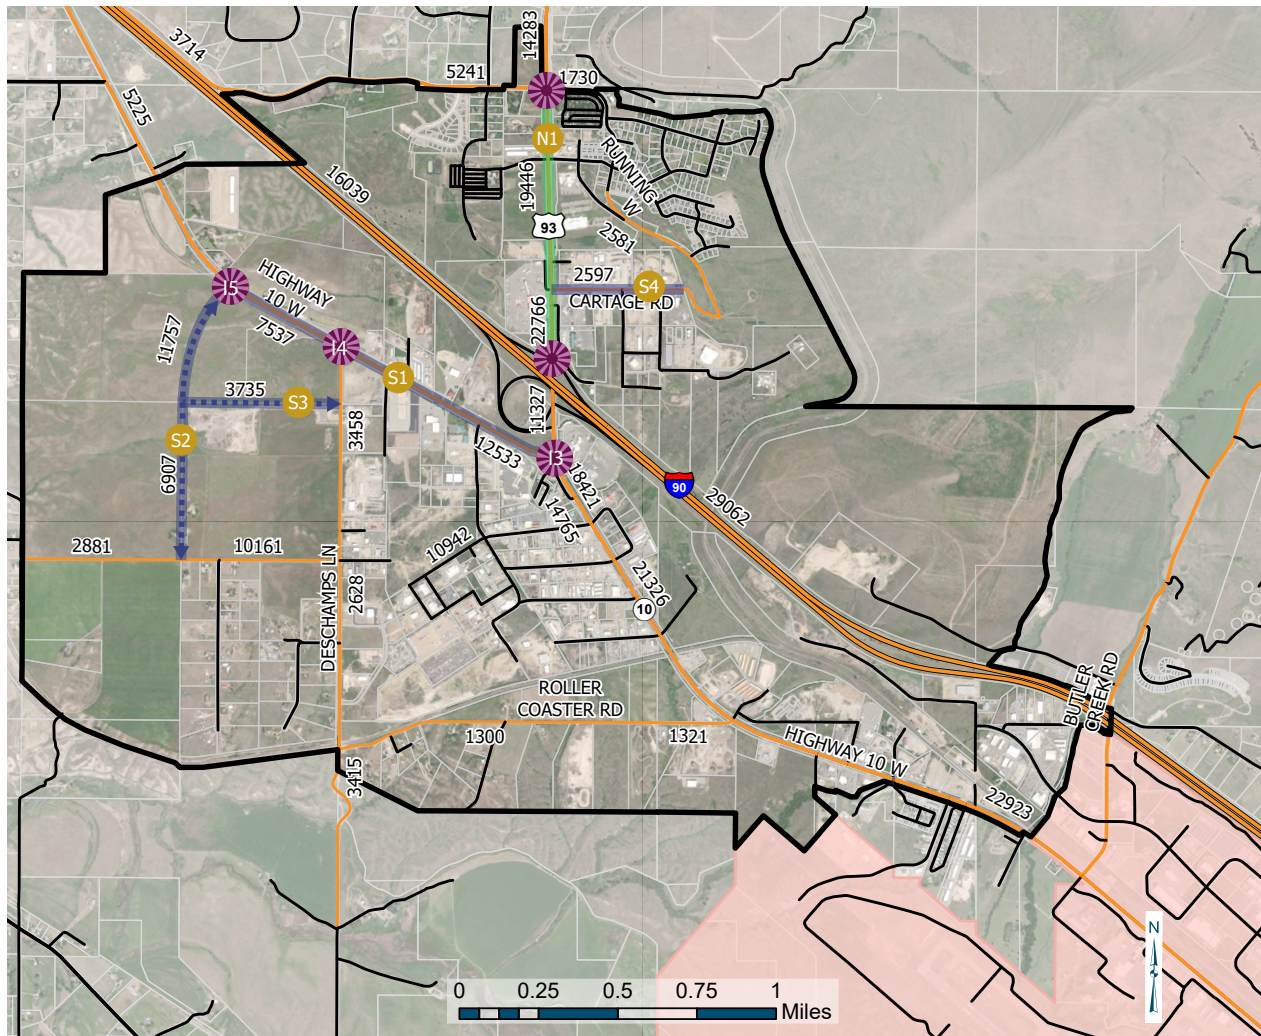 3714
14283
5241
1730
5225
N1
RUNNING
W
16039
19446
93
2581
2597
S4
CARTAGE RD
HIGHWAY
10 W
I5
7537
11757
I4
22766
S1
3735
S3
11327
3458
S2
12533
I3
6907
18421
90
29062
14765
2881
10161
10942
21326
DESCHAMPS LN
2628
10
ROLLER
COASTER RD
BUTLER
CREEK RD
1300
1321
HIGHWAY 10 W
3415
22923
N
0 0.25 0.5 0.75 1
Miles